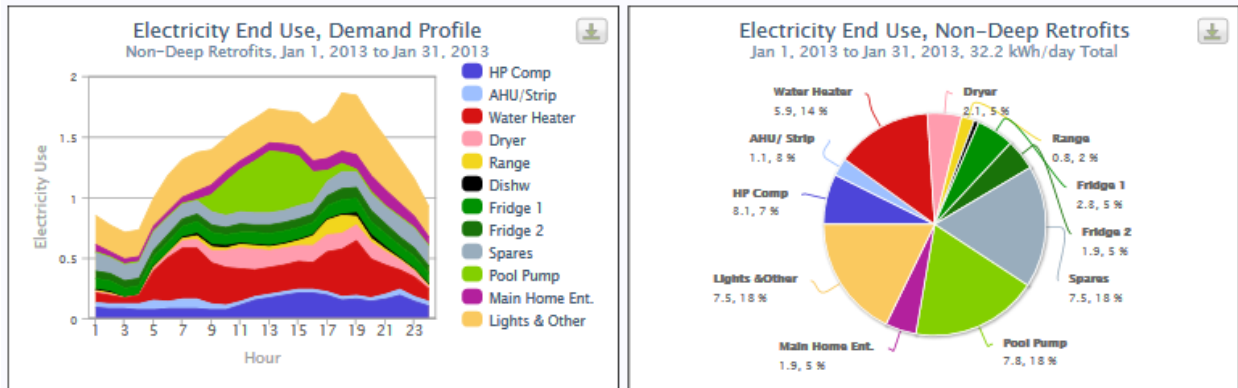 Electricity End Use, Demand Profile
Non-Deep Retrofits, Jan 1, 2013 to Jan 31, 2013
2
1.5
1
0.5
0
Electricity Use
1 3 5 7 9 11 13 15 17 19 21 23
Hour
HP Comp
AHU/Strip
Water Heater
Dryer
Range
Dishw
Fridge 1
Fridge 2
Spares
Pool Pump
Main Home Ent.
Lights & Other
Electricity End Use, Non-Deep Retrofits
Jan 1, 2013 to Jan 31, 2013, 32.2 kWh/day Total
Water Heater
5.9, 14 %
Dryer
2.1, 5 %
AHU/ Strip
1.1, 8 %
Range
0.8, 2 %
HP Comp
8.1, 7 %
Fridge 1
2.8, 5 %
Fridge 2
1.9, 5 %
Lights &Other
7.5, 18 %
Spares
7.5, 18 %
Main Home Ent.
1.9, 5 %
Pool Pump
7.8, 18 %